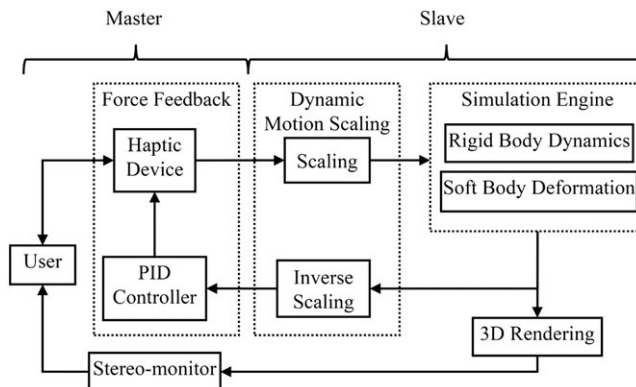 Master
Slave
Force Feedback
Dynamic
Motion Scaling
Simulation Engine
Haptic
Device
Scaling
Rigid Body Dynamics
Soft Body Deformation
User
PID
Controller
Inverse
Scaling
3D Rendering
Stereo-monitor